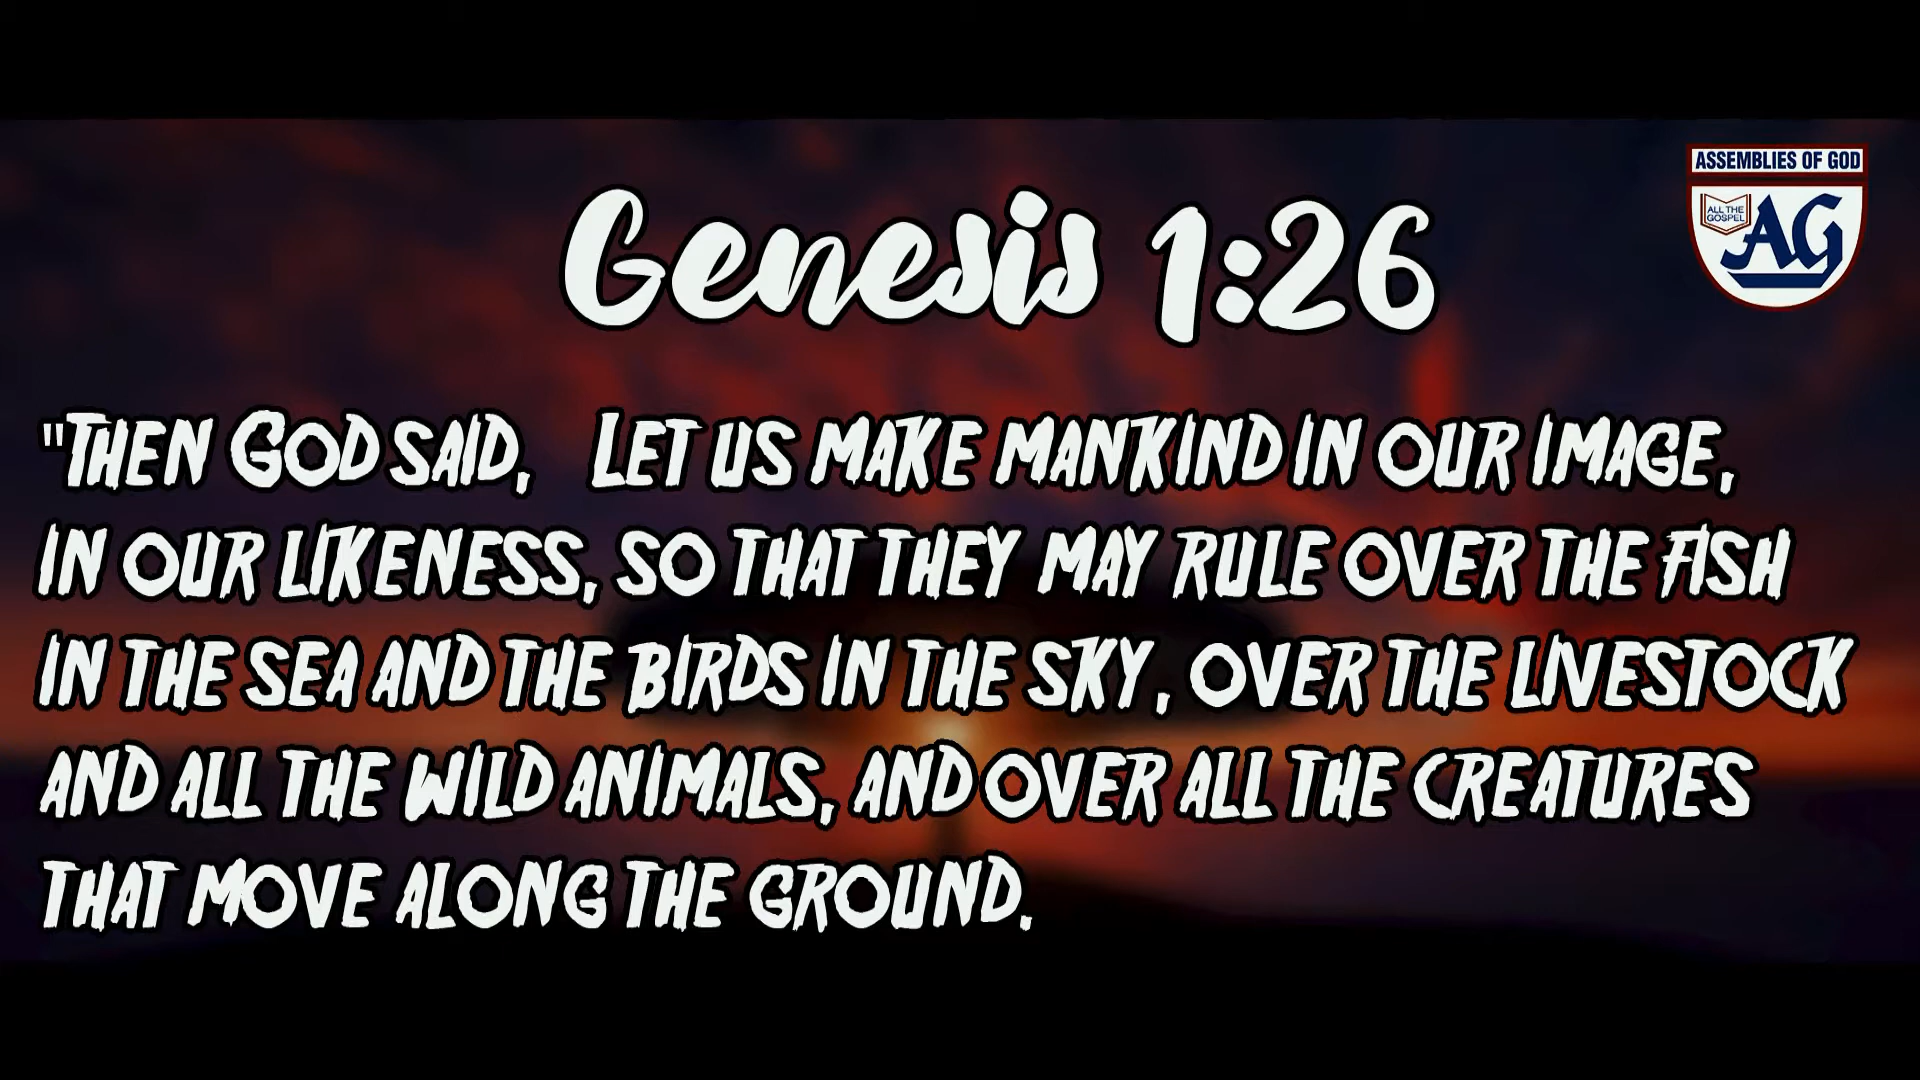 ASSEMBLIES OF GOD
ALL THE
GOSPEL
AG
Genesis 1:26
"Then God said, Let us make mankind in our image,
in our likeness, so that they may rule over the fish
in the sea and the birds in the sky, over the livestock
and all the wild animals, and over all the creatures
that move along the ground.